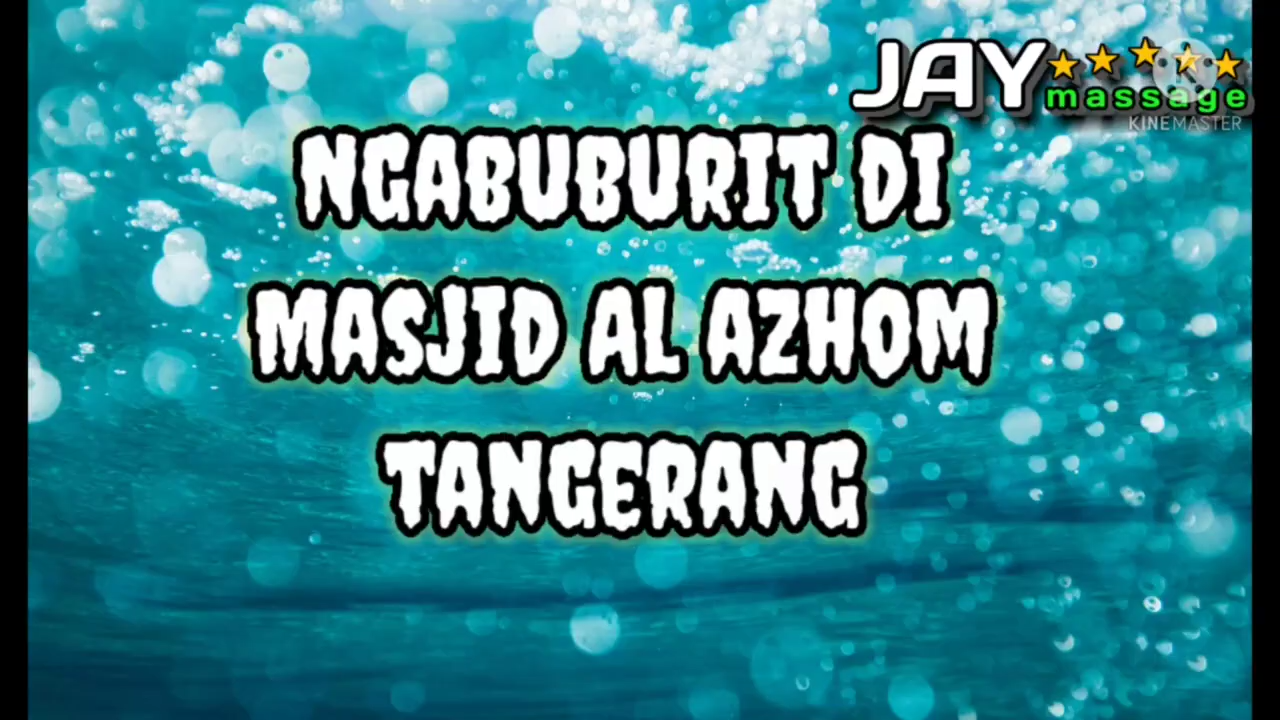 JAY
massage
KINEMASTER
NGABUBURIT DI
MASJID AL AZHOM
TANGERANG